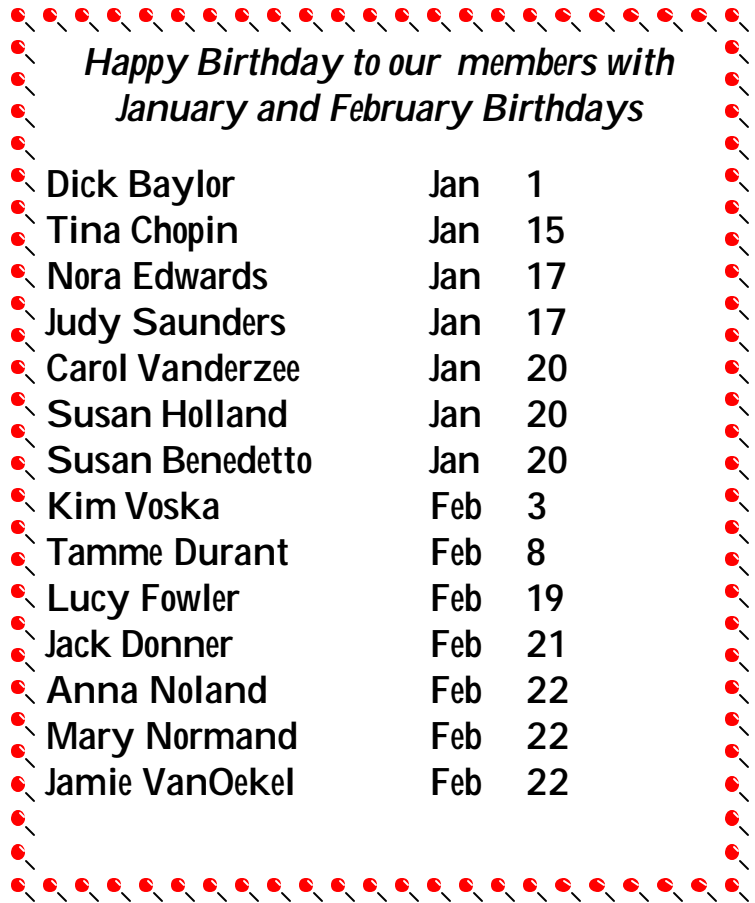 Happy Birthday to our members with
January and February Birthdays
Dick Baylor Jan 1
Tina Chopin Jan 15
Nora Edwards Jan 17
Judy Saunders Jan 17
Carol Vanderzee Jan 20
Susan Holland Jan 20
Susan Benedetto Jan 20
Kim Voska Feb 3
Tamme Durant Feb 8
Lucy Fowler Feb 19
Jack Donner Feb 21
Anna Noland Feb 22
Mary Normand Feb 22
Jamie VanOekel Feb 22